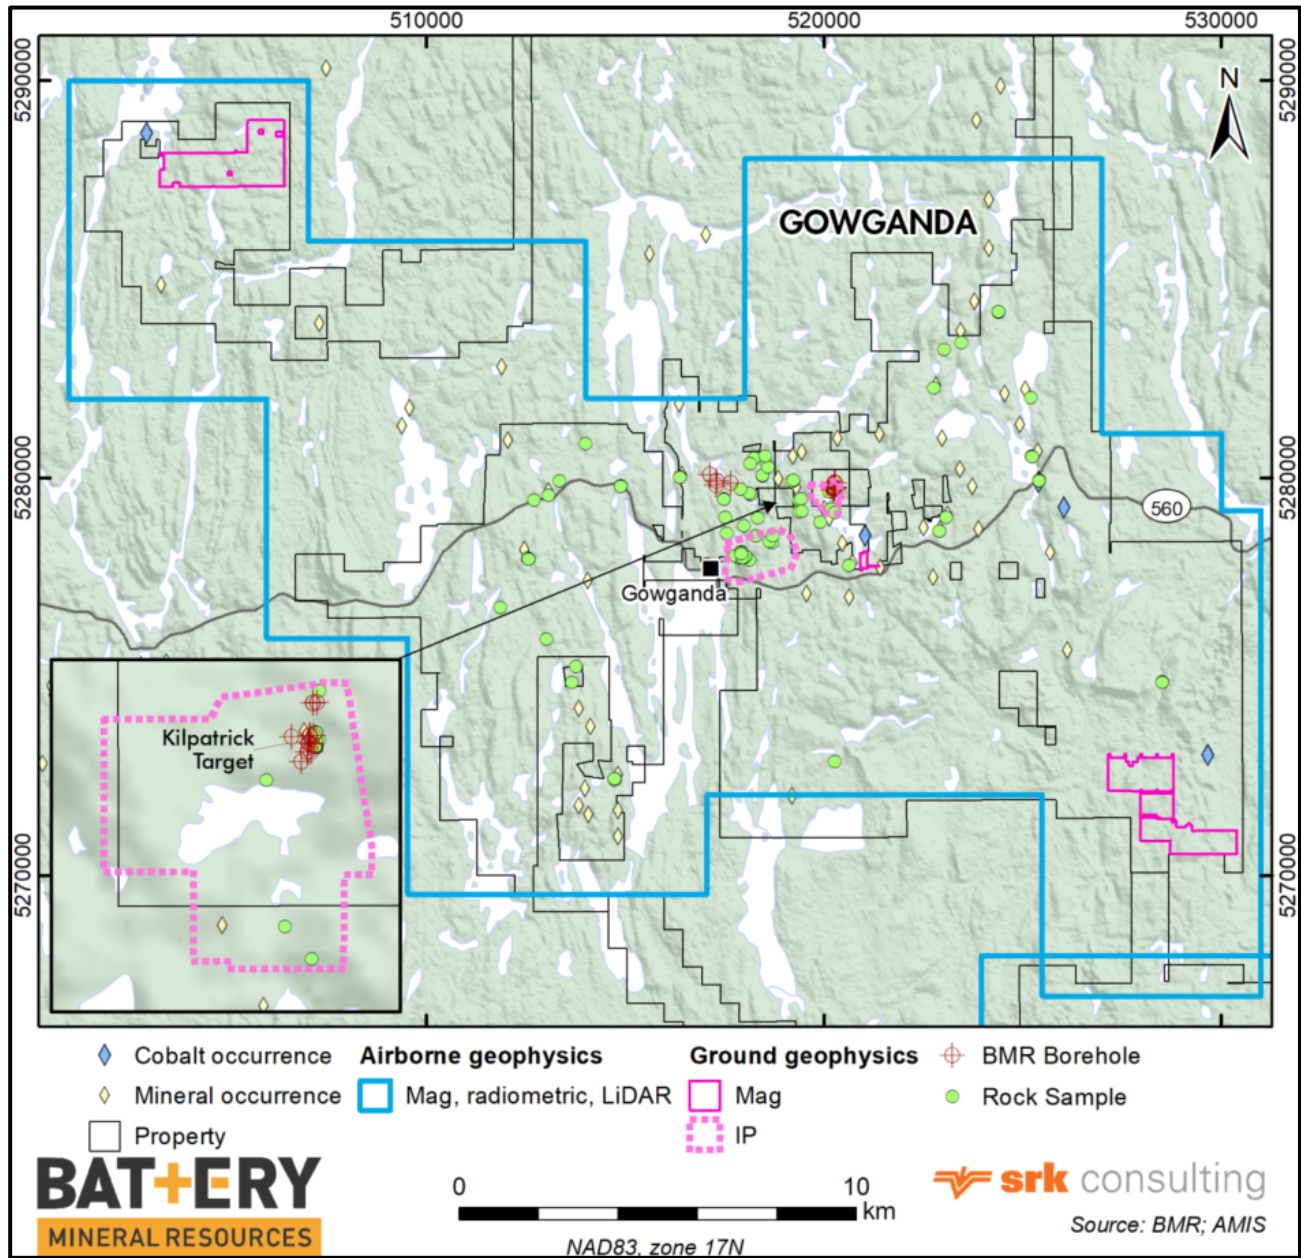 510000
520000
530000
5290000
5290000
N
GOWGANDA
5280000
5280000
560
Gowganda
Kilpatrick
Target
5270000
5270000
Cobalt occurrence
Mineral occurrence
Property
Airborne geophysics
Mag, radiometric, LiDAR
Ground geophysics
Mag
IP
BMR Borehole
Rock Sample
BATTERY
MINERAL RESOURCES
0
10
km
NAD83, zone 17N
srk consulting
Source: BMR; AMIS